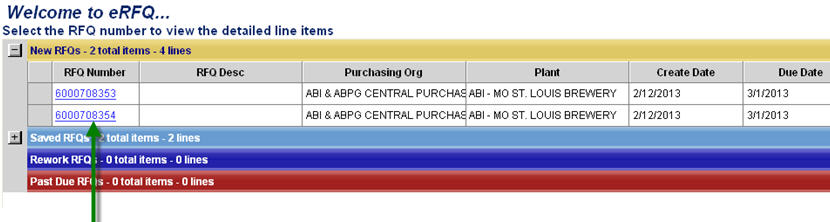 Welcome to eRFQ...
Select the RFQ number to view the detailed line items
New RFQs - 2 total items - 4 lines
RFQ Number RFQ Desc Purchasing Org Plant Create Date Due Date
6000708353 ABI & ABPG CENTRAL PURCHAS ABI - MO ST. LOUIS BREWERY 2/12/2013 3/1/2013
6000708354 ABI & ABPG CENTRAL PURCHAS ABI - MO ST. LOUIS BREWERY 2/12/2013 3/1/2013
Saved RFQs - 2 total items - 2 lines
Rework RFQs - 0 total items - 0 lines
Past Due RFQs - 0 total items - 0 lines